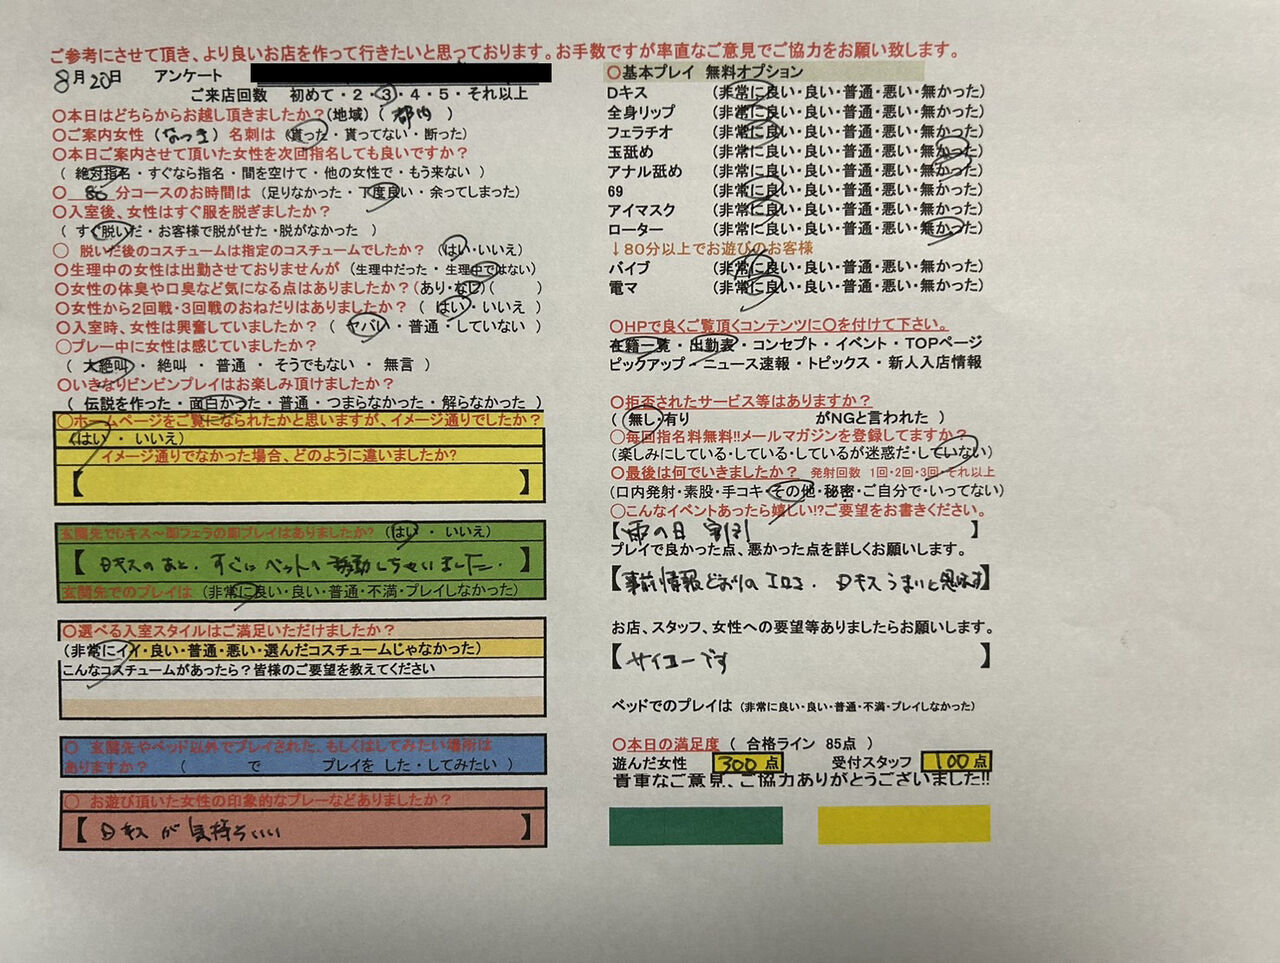 ご参考にさせて頂き、より良いお店を作って行きたいと思っております。お手数ですが率直なご意見でご協力をお願い致します。
8月20日 アンケート
ご来店回数 初めて・2・3・4・5・それ以上
〇本日はどちらからお越し頂きましたか?(地域)( 都内 )
〇ご案内女性 (なつき) 名刺は (貰った・貰ってない・断った)
〇本日ご案内させて頂いた女性を次回指名しても良いですか?
( 絶対指名・すぐなら指名・間を空けて・他の女性で・もう来ない )
〇 80 分コースのお時間は (足りなかった・丁度良い・余ってしまった)
〇入室後、女性はすぐ服を脱ぎましたか?
( すぐ脱いだ・お客様で脱がせた・脱がなかった )
〇 脱いだ後のコスチュームは指定のコスチュームでしたか? (はい・いいえ)
〇生理中の女性は出勤させておりませんが (生理中だった・生理中ではない)
〇女性の体臭や口臭など気になる点はありましたか?(あり・なし)( )
〇女性から2回戦・3回戦のおねだりはありましたか? ( はい・いいえ )
〇入室時、女性は興奮していましたか? ( ヤバい・普通・していない )
〇プレー中に女性は感じていましたか?
( 大絶叫・絶叫・普通・そうでもない・無言 )
〇いきなりビンビンプレイはお楽しみ頂けましたか?
( 伝説を作った・面白かった・普通・つまらなかった・解らなかった )
〇ホームページをご覧になられたかと思いますが、イメージ通りでしたか?
(はい・いいえ)
イメージ通りでなかった場合、どのように違いましたか?
【 】
玄関先でDキス～即フェラの即プレイはありましたか? (はい・いいえ)
【 Dキスのあと、すぐにベットへ移動しちゃいました。 】
玄関先でのプレイは (非常に良い・良い・普通・不満・プレイしなかった)
〇選べる入室スタイルはご満足いただけましたか?
(非常にイイ・良い・普通・悪い・選んだコスチュームじゃなかった)
こんなコスチュームがあったら?皆様のご要望を教えてください
〇 玄関先やベッド以外でプレイされた、もしくはしてみたい場所は
ありますか? ( で プレイを した・してみたい )
〇 お遊び頂いた女性の印象的なプレーなどありましたか?
【 Dキスが気持ちいい 】
〇基本プレイ 無料オプション
Dキス (非常に良い・良い・普通・悪い・無かった)
全身リップ (非常に良い・良い・普通・悪い・無かった)
フェラチオ (非常に良い・良い・普通・悪い・無かった)
玉舐め (非常に良い・良い・普通・悪い・無かった)
アナル舐め (非常に良い・良い・普通・悪い・無かった)
69 (非常に良い・良い・普通・悪い・無かった)
アイマスク (非常に良い・良い・普通・悪い・無かった)
ローター (非常に良い・良い・普通・悪い・無かった)
↓80分以上でお遊びのお客様
バイブ (非常に良い・良い・普通・悪い・無かった)
電マ (非常に良い・良い・普通・悪い・無かった)
〇HPで良くご覧頂くコンテンツに〇を付けて下さい。
在籍一覧・出勤表・コンセプト・イベント・TOPページ
ピックアップ・ニュース速報・トピックス・新人入店情報
〇拒否されたサービス等はありますか?
( 無し・有り がNGと言われた )
〇毎回指名料無料!!メールマガジンを登録してますか?
(楽しみにしている・している・しているが迷惑だ・していない)
〇最後は何でいきましたか? 発射回数 1回・2回・3回・それ以上
(口内発射・素股・手コキ・その他・秘密・ご自分で・いってない)
〇こんなイベントあったら嬉しい!?ご要望をお書きください。
【雨の日 割引 】
プレイで良かった点、悪かった点を詳しくお願いします。
【事前情報どおりのエロさ。Dキスうまいと思います】
お店、スタッフ、女性への要望等ありましたらお願いします。
【 サイコーです 】
ベッドでのプレイは (非常に良い・良い・普通・不満・プレイしなかった)
〇本日の満足度 ( 合格ライン 85点 )
遊んだ女性 300点 受付スタッフ 100点
貴重なご意見、ご協力ありがとうございました!!